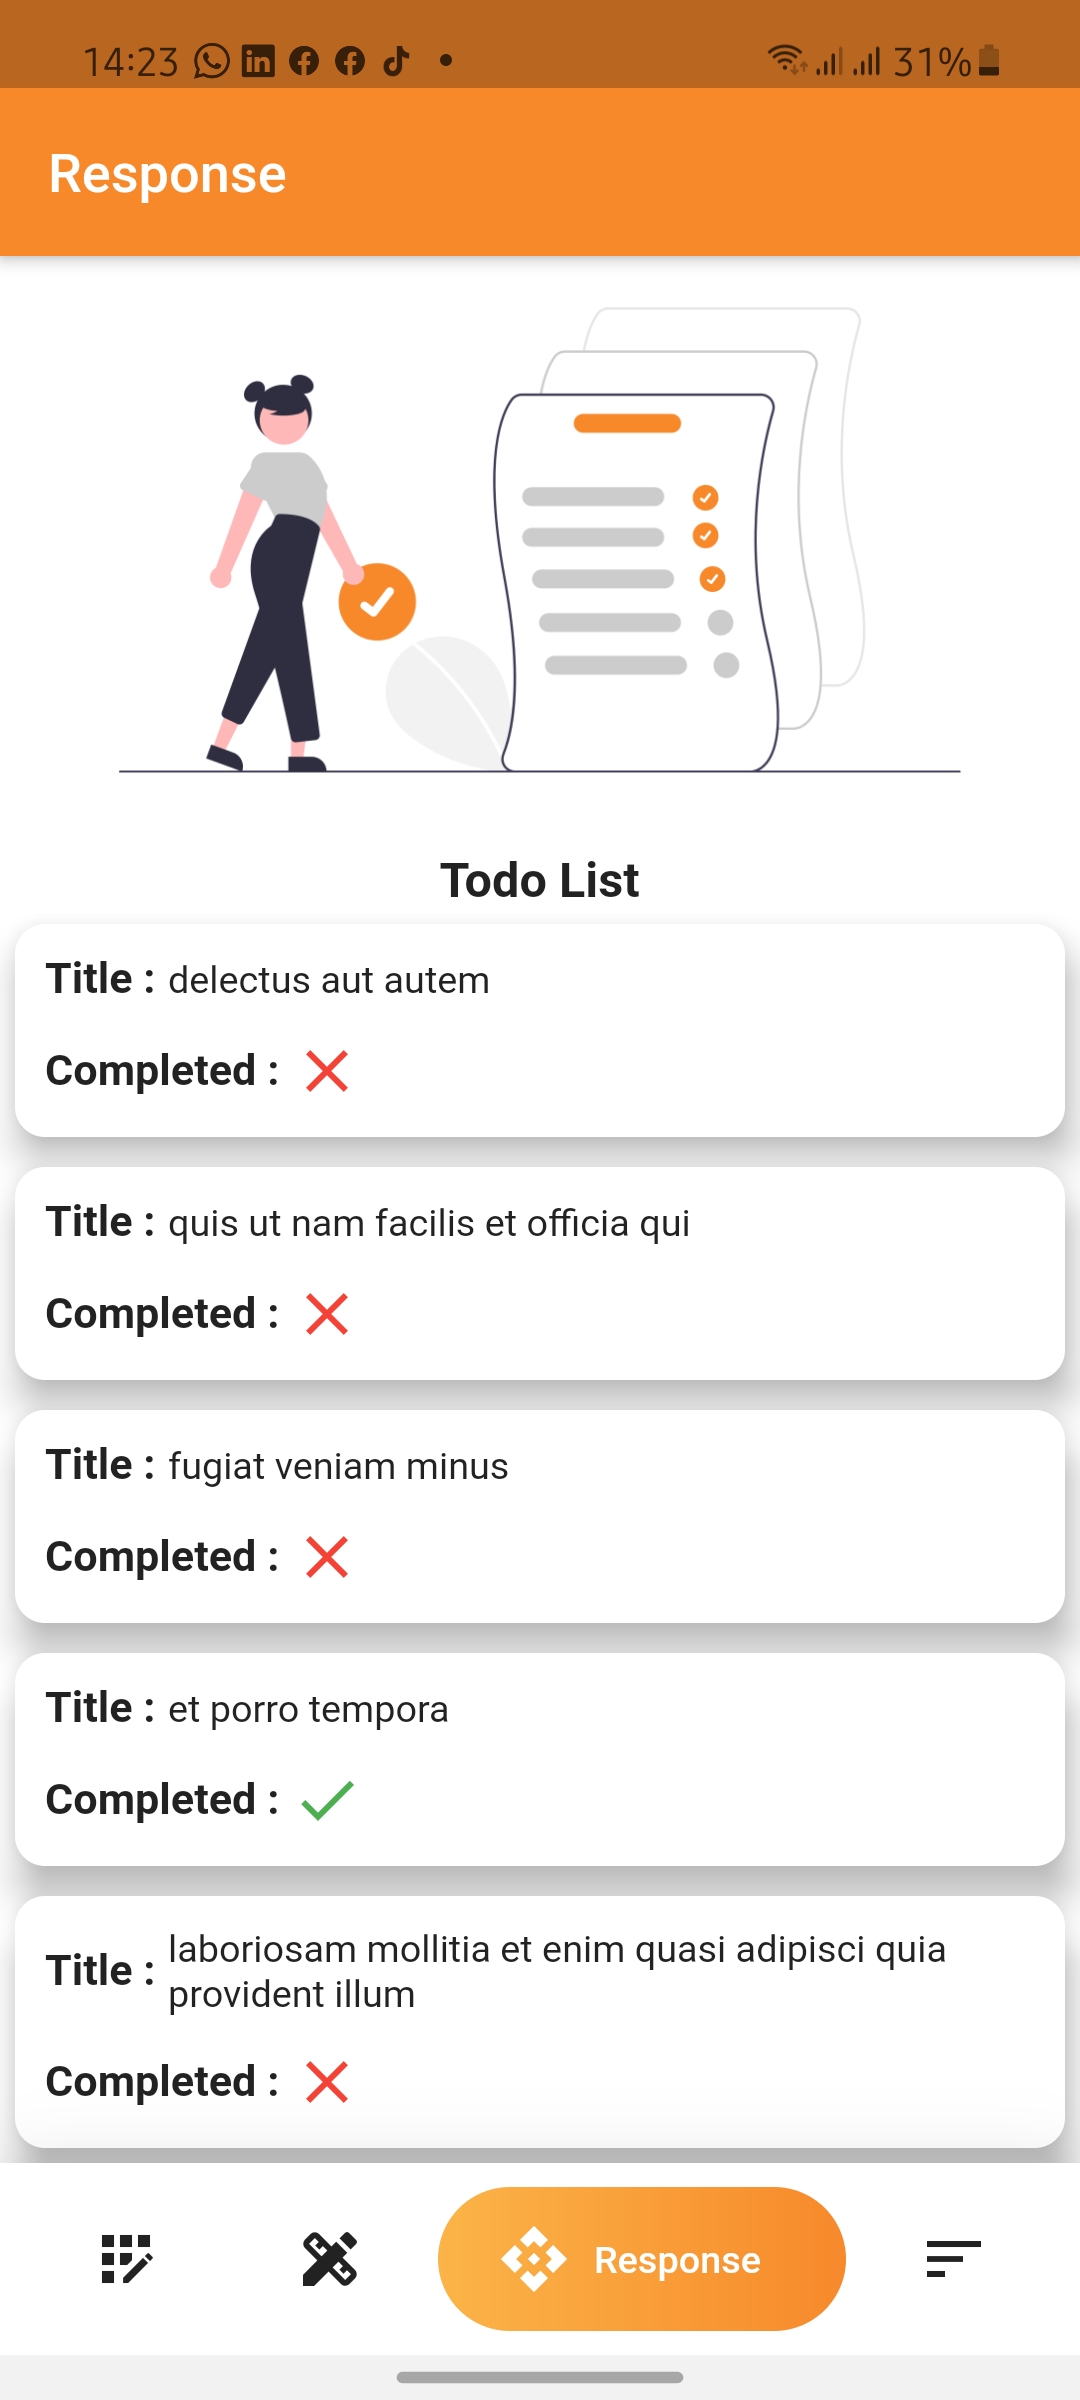 14:23 31%
Response
Todo List
Title : delectus aut autem
Completed :
Title : quis ut nam facilis et officia qui
Completed :
Title : fugiat veniam minus
Completed :
Title : et porro tempora
Completed :
Title : laboriosam mollitia et enim quasi adipisci quia
provident illum
Completed :
Response